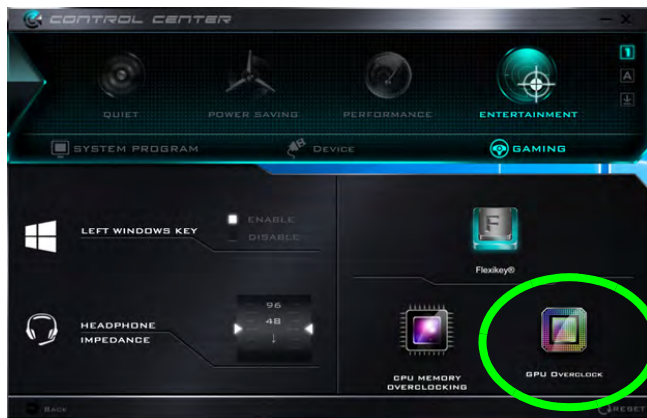 CONTROL CENTER
QUIET
POWER SAVING
PERFORMANCE
ENTERTAINMENT
1
A
SYSTEM PROGRAM
DEVICE
GAMING
LEFT WINDOWS KEY
ENABLE
DISABLE
F
Flexikey®
HEADPHONE
IMPEDANCE
96
48
↓
CPU MEMORY
OVERCLOCKING
GPU OVERCLOCK
BACK
RESET